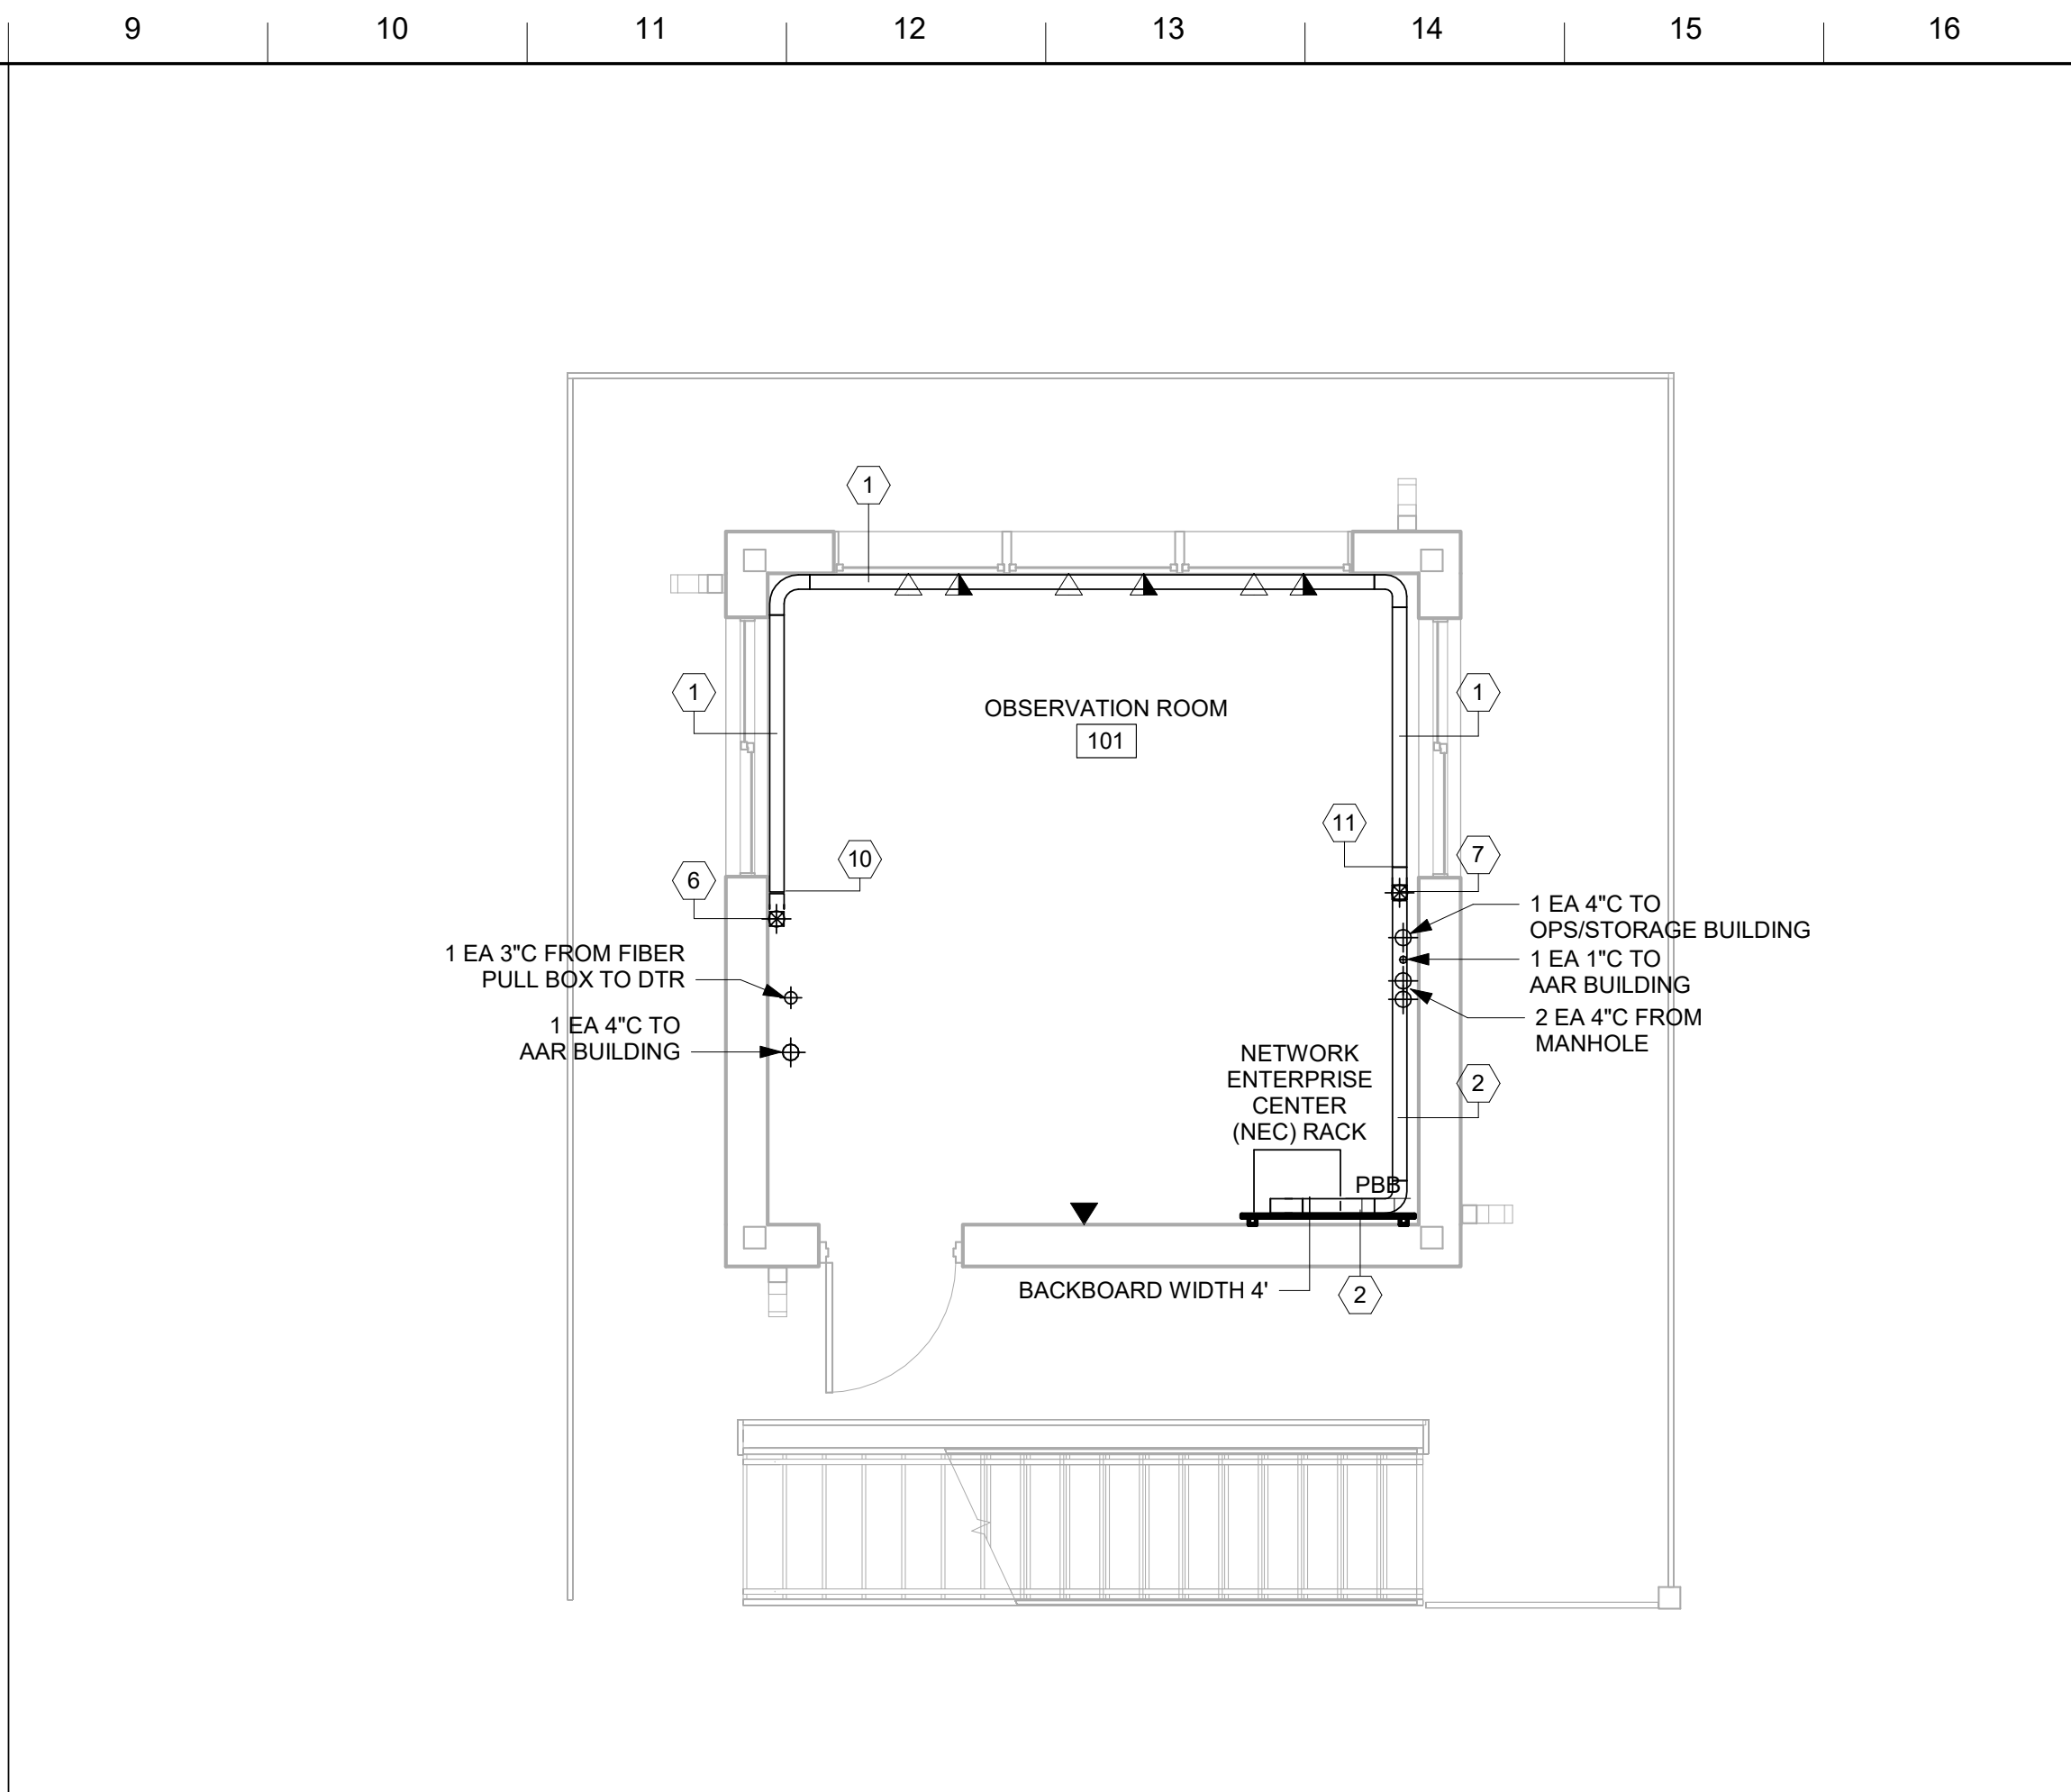 9
10
11
12
13
14
15
16
1
1
OBSERVATION ROOM
101
1
11
10
7
6
1 EA 4"C TO
OPS/STORAGE BUILDING
1 EA 3"C FROM FIBER
PULL BOX TO DTR
1 EA 1"C TO
AAR BUILDING
1 EA 4"C TO
AAR BUILDING
2 EA 4"C FROM
MANHOLE
NETWORK
ENTERPRISE
CENTER
(NEC) RACK
2
PBB
BACKBOARD WIDTH 4'
2